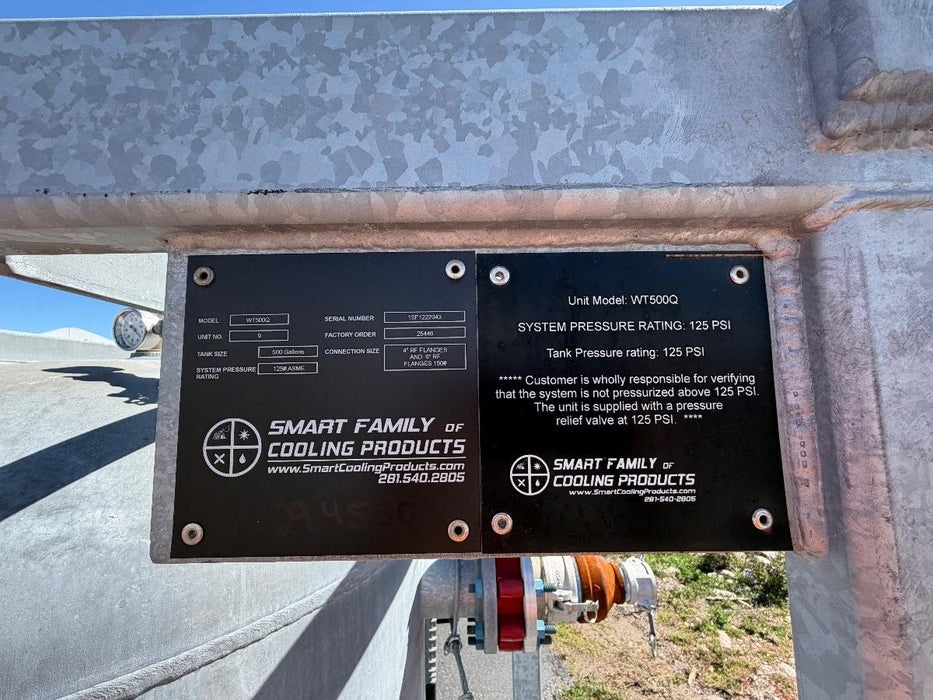 MODEL WT500Q
UNIT NO. 9
TANK SIZE 500 Gallons
SYSTEM PRESSURE
RATING 125# ASME
SERIAL NUMBER 1SF1222043
FACTORY ORDER 25446
CONNECTION SIZE 4" RF FLANGES
AND 6" RF
FLANGES 150#
SMART FAMILY OF
COOLING PRODUCTS
www.SmartCoolingProducts.com
281.540.2805
Unit Model: WT500Q
SYSTEM PRESSURE RATING: 125 PSI
Tank Pressure rating: 125 PSI
***** Customer is wholly responsible for verifying
that the system is not pressurized above 125 PSI.
The unit is supplied with a pressure
relief valve at 125 PSI. ****
SMART FAMILY OF
COOLING PRODUCTS
www.SmartCoolingProducts.com
281-540-2805